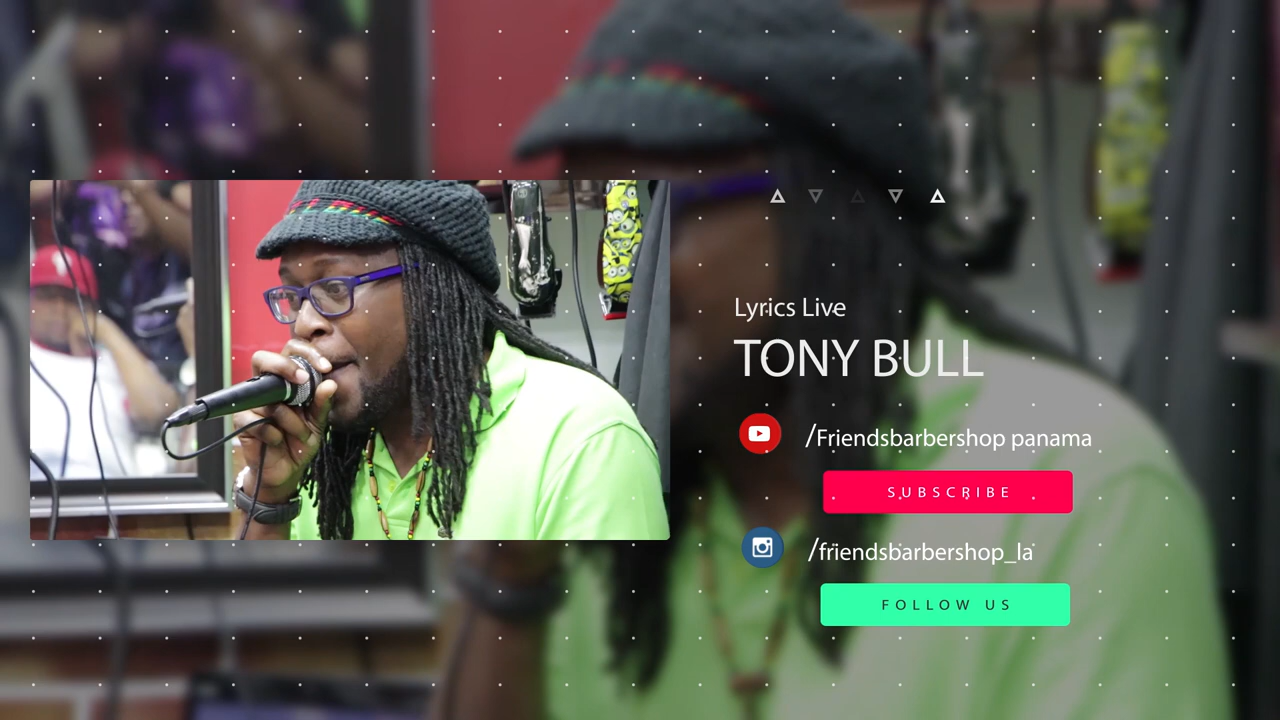 Lyrics Live
TONY BULL
/Friendsbarbershop panama
SUBSCRIBE
/friendsbarbershop_la
FOLLOW US